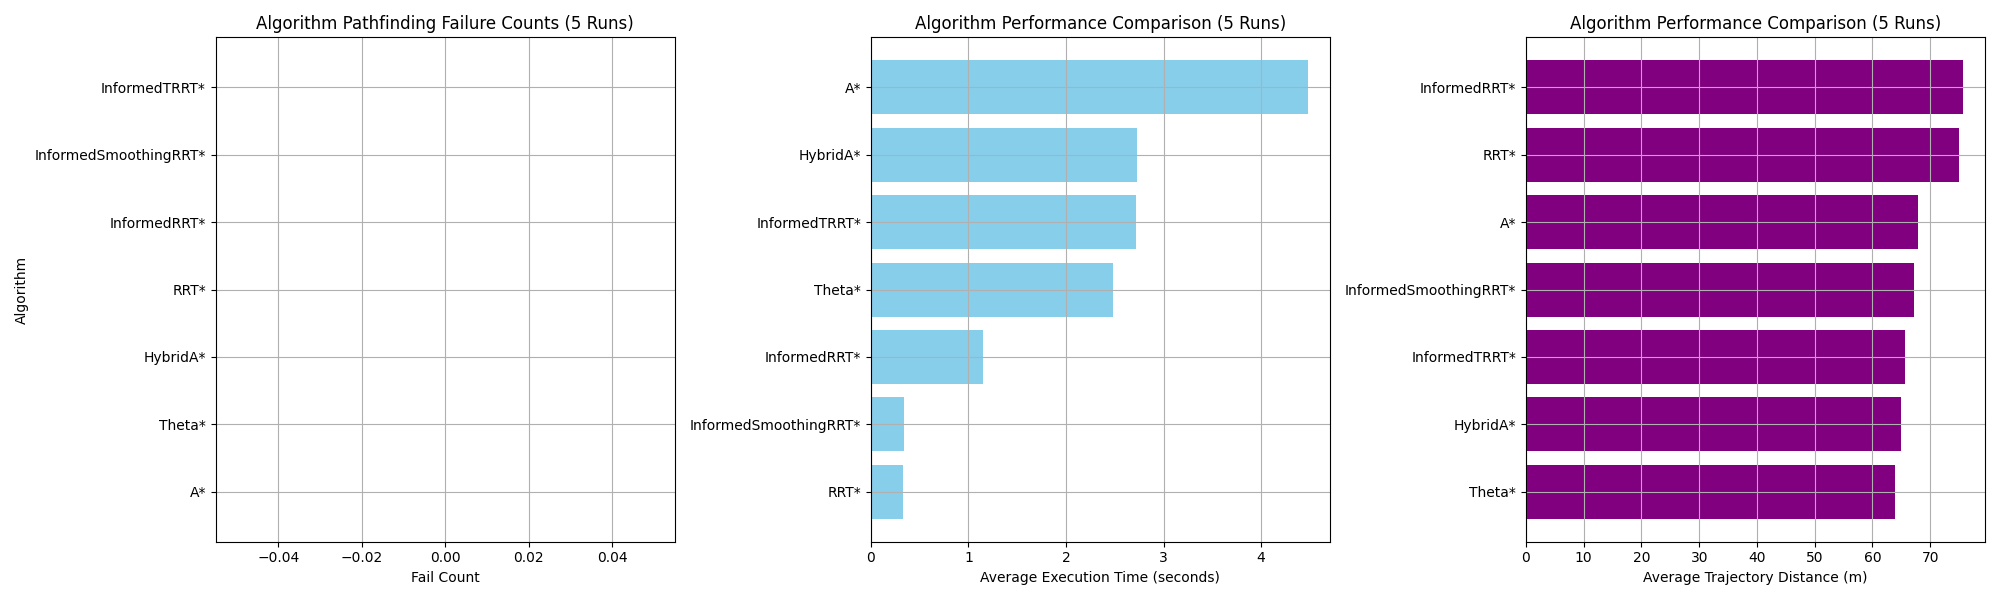 Algorithm Pathfinding Failure Counts (5 Runs)
Algorithm
InformedTRRT*
InformedSmoothingRRT*
InformedRRT*
RRT*
HybridA*
Theta*
A*
−0.04 −0.02 0.00 0.02 0.04
Fail Count
Algorithm Performance Comparison (5 Runs)
A*
HybridA*
InformedTRRT*
Theta*
InformedRRT*
InformedSmoothingRRT*
RRT*
0 1 2 3 4
Average Execution Time (seconds)
Algorithm Performance Comparison (5 Runs)
InformedRRT*
RRT*
A*
InformedSmoothingRRT*
InformedTRRT*
HybridA*
Theta*
0 10 20 30 40 50 60 70
Average Trajectory Distance (m)